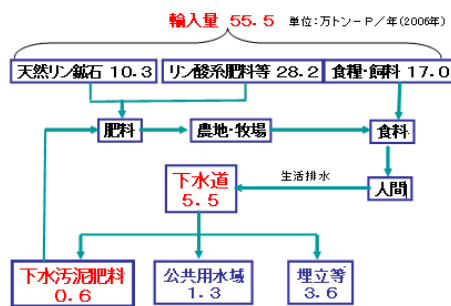 輸入量 55.5 単位:万トンーP/年(2006年)
天然リン鉱石 10.3 リン酸系肥料等 28.2 食糧・飼料 17.0
肥料 農地・牧場 食料
下水道
5.5
生活排水
人間
下水汚泥肥料
0.6
公共用水域
1.3
埋立等
3.6